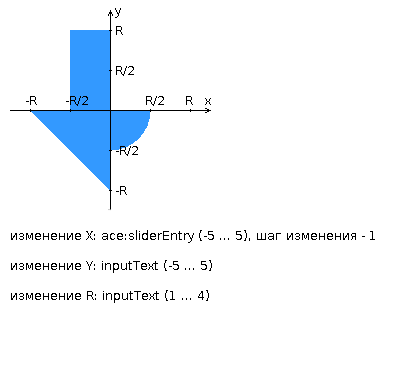 y
R
R/2
-R -R/2 R/2 R x
-R/2
-R
изменение X: ace:sliderEntry (-5 ... 5), шаг изменения - 1
изменение Y: inputText (-5 ... 5)
изменение R: inputText (1 ... 4)